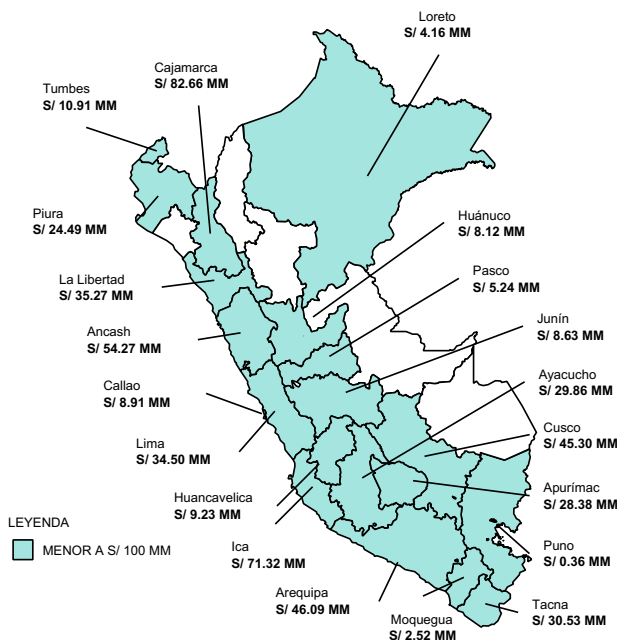 Loreto
S/ 4.16 MM
Cajamarca
S/ 82.66 MM
Tumbes
S/ 10.91 MM
Piura
S/ 24.49 MM
Huánuco
S/ 8.12 MM
La Libertad
S/ 35.27 MM
Pasco
S/ 5.24 MM
Ancash
S/ 54.27 MM
Junín
S/ 8.63 MM
Callao
S/ 8.91 MM
Ayacucho
S/ 29.86 MM
Lima
S/ 34.50 MM
Cusco
S/ 45.30 MM
Huancavelica
S/ 9.23 MM
Apurímac
S/ 28.38 MM
LEYENDA
MENOR A S/ 100 MM
Ica
S/ 71.32 MM
Puno
S/ 0.36 MM
Arequipa
S/ 46.09 MM
Moquegua
S/ 2.52 MM
Tacna
S/ 30.53 MM